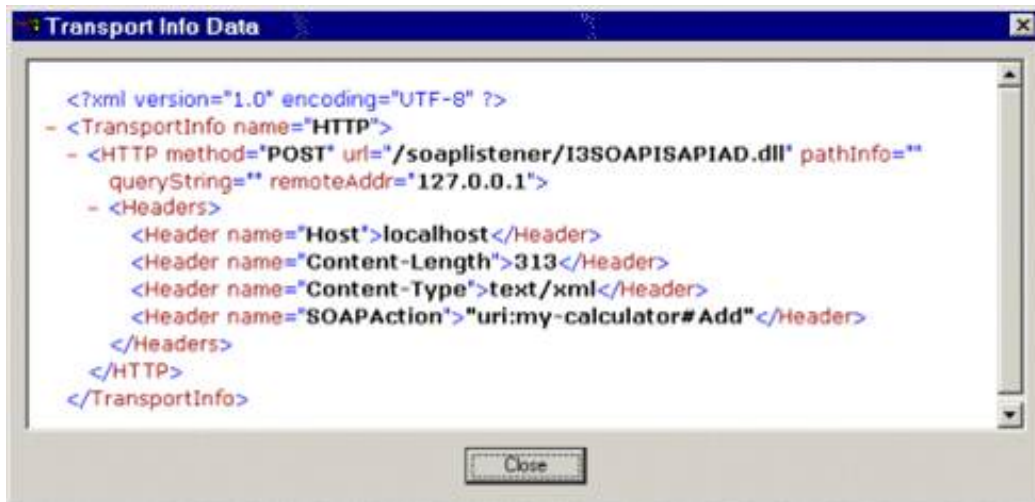 Transport Info Data
<?xml version="1.0" encoding="UTF-8" ?>
- <TransportInfo name="HTTP">
- <HTTP method="POST" url="/soaplistener/I3SOAPISAPIAD.dll" pathInfo=""
queryString="" remoteAddr="127.0.0.1">
- <Headers>
<Header name="Host">localhost</Header>
<Header name="Content-Length">313</Header>
<Header name="Content-Type">text/xml</Header>
<Header name="SOAPAction">"uri:my-calculator#Add"</Header>
</Headers>
</HTTP>
</TransportInfo>
Close